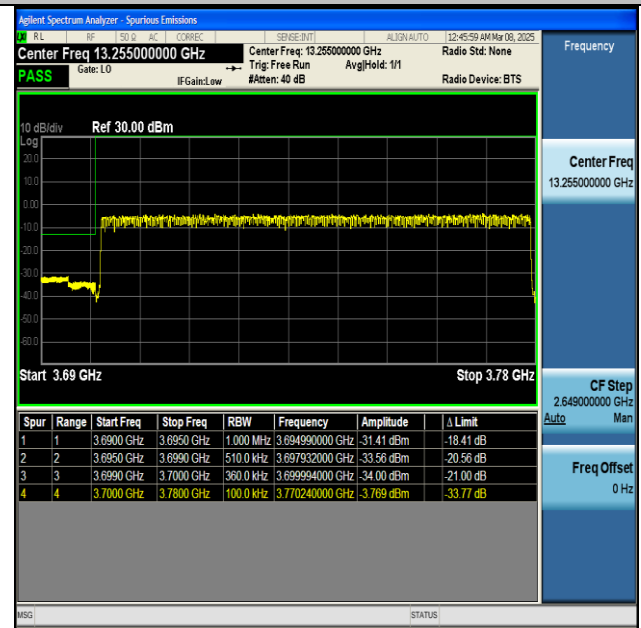 Agilent Spectrum Analyzer - Spurious Emissions
RL RF 50 Ω AC CORREC SENSE:INT ALIGN AUTO 12:45:59 AM Mar 08, 2025
Center Freq 13.255000000 GHz
Center Freq: 13.255000000 GHz
Radio Std: None
Trig: Free Run Avg|Hold: 1/1
PASS
Gate: LO
IFGain:Low
#Atten: 40 dB
Radio Device: BTS
10 dB/div Ref 30.00 dBm
Log
20.0
10.0
0.00
-10.0
-20.0
-30.0
-40.0
-50.0
-60.0
Start 3.69 GHz Stop 3.78 GHz
Spur Range Start Freq Stop Freq RBW Frequency Amplitude Δ Limit
1 1 3.6900 GHz 3.6950 GHz 1.000 MHz 3.694990000 GHz -31.41 dBm -18.41 dB
2 2 3.6950 GHz 3.6990 GHz 510.0 kHz 3.697932000 GHz -33.56 dBm -20.56 dB
3 3 3.6990 GHz 3.7000 GHz 360.0 kHz 3.699994000 GHz -34.00 dBm -21.00 dB
4 4 3.7000 GHz 3.7800 GHz 100.0 kHz 3.770240000 GHz -3.769 dBm -33.77 dB
MSG STATUS
Frequency
Center Freq
13.255000000 GHz
CF Step
2.649000000 GHz
Auto Man
Freq Offset
0 Hz